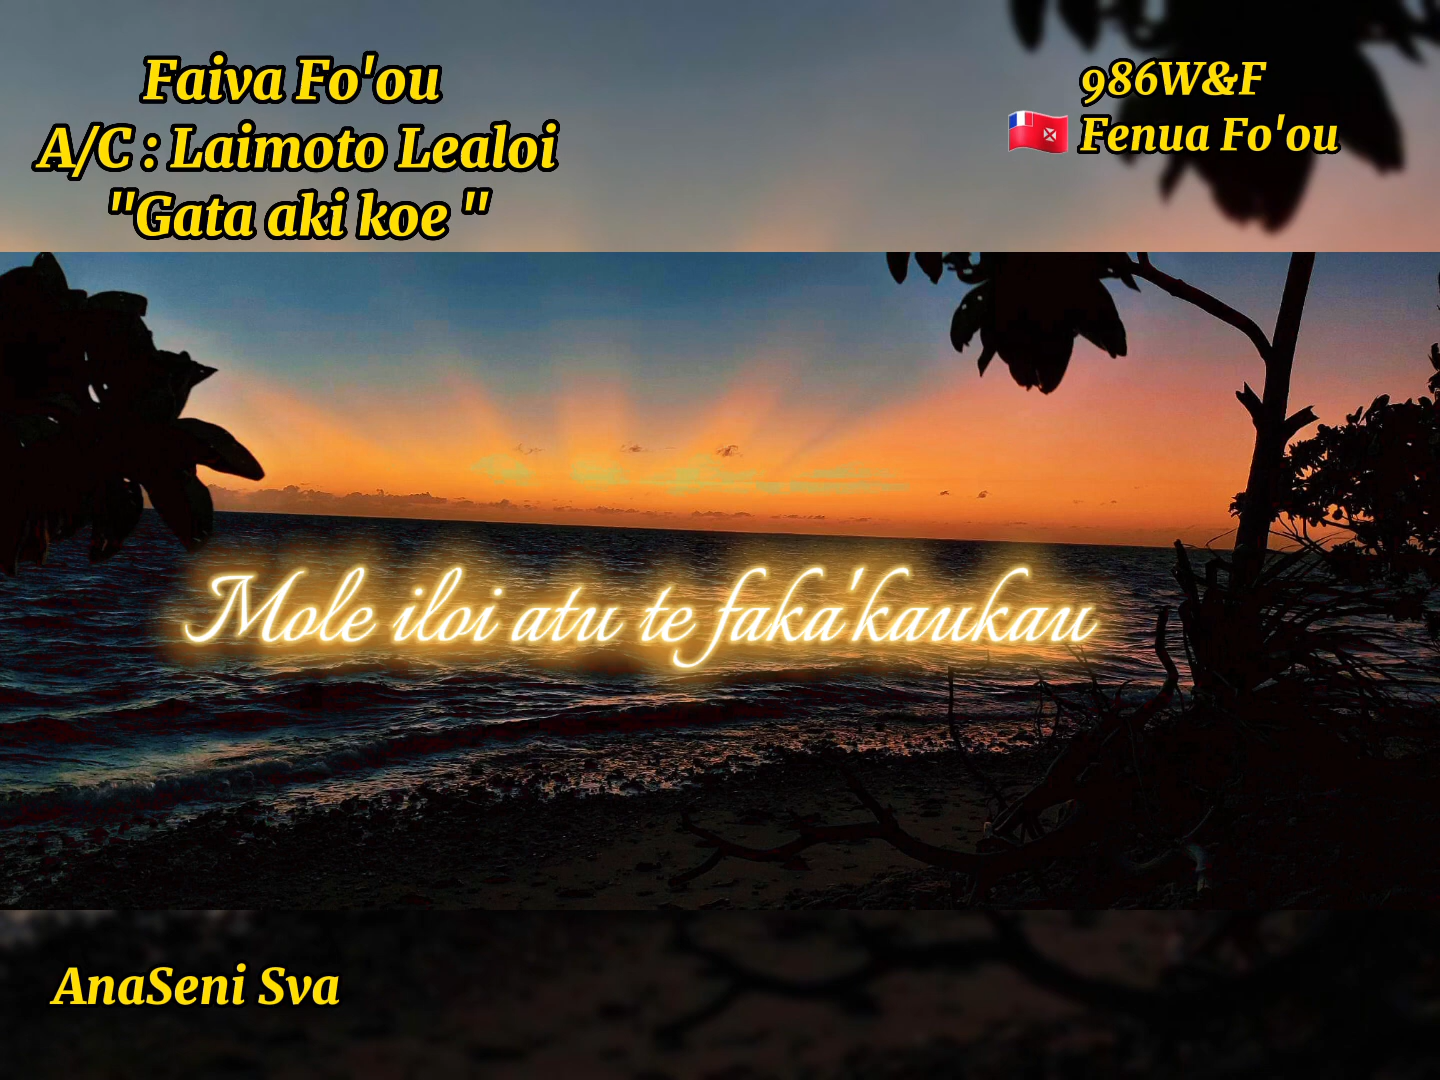 Faiva Fo'ou
A/C : Laimoto Lealoi
"Gata aki koe "
986W&F
🇼🇫 Fenua Fo'ou
Mole iloi atu te faka'kaukau
AnaSeni Sva